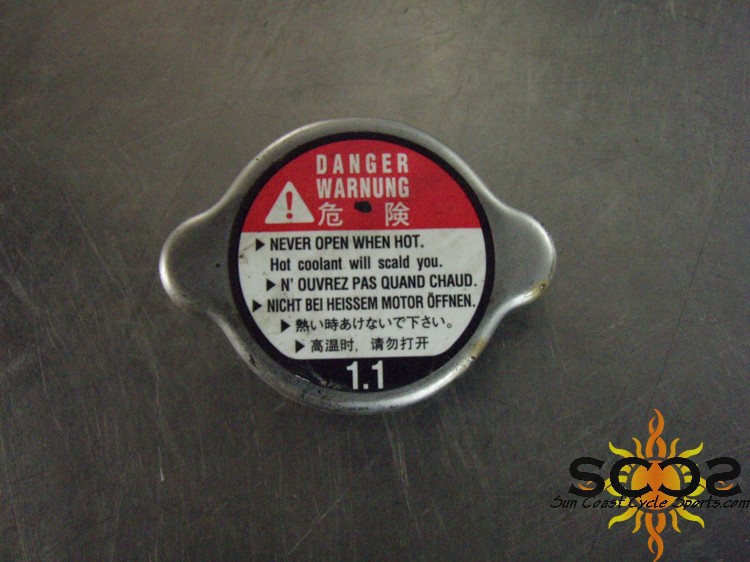 DANGER
WARNUNG
危 険
▶ NEVER OPEN WHEN HOT.
Hot coolant will scald you.
▶ N' OUVREZ PAS QUAND CHAUD.
▶ NICHT BEI HEISSEM MOTOR ÖFFNEN.
▶ 熱い時あけないで下さい。
▶ 高温时，请勿打开
1.1
SCCS
Sun Coast Cycle Sports.com